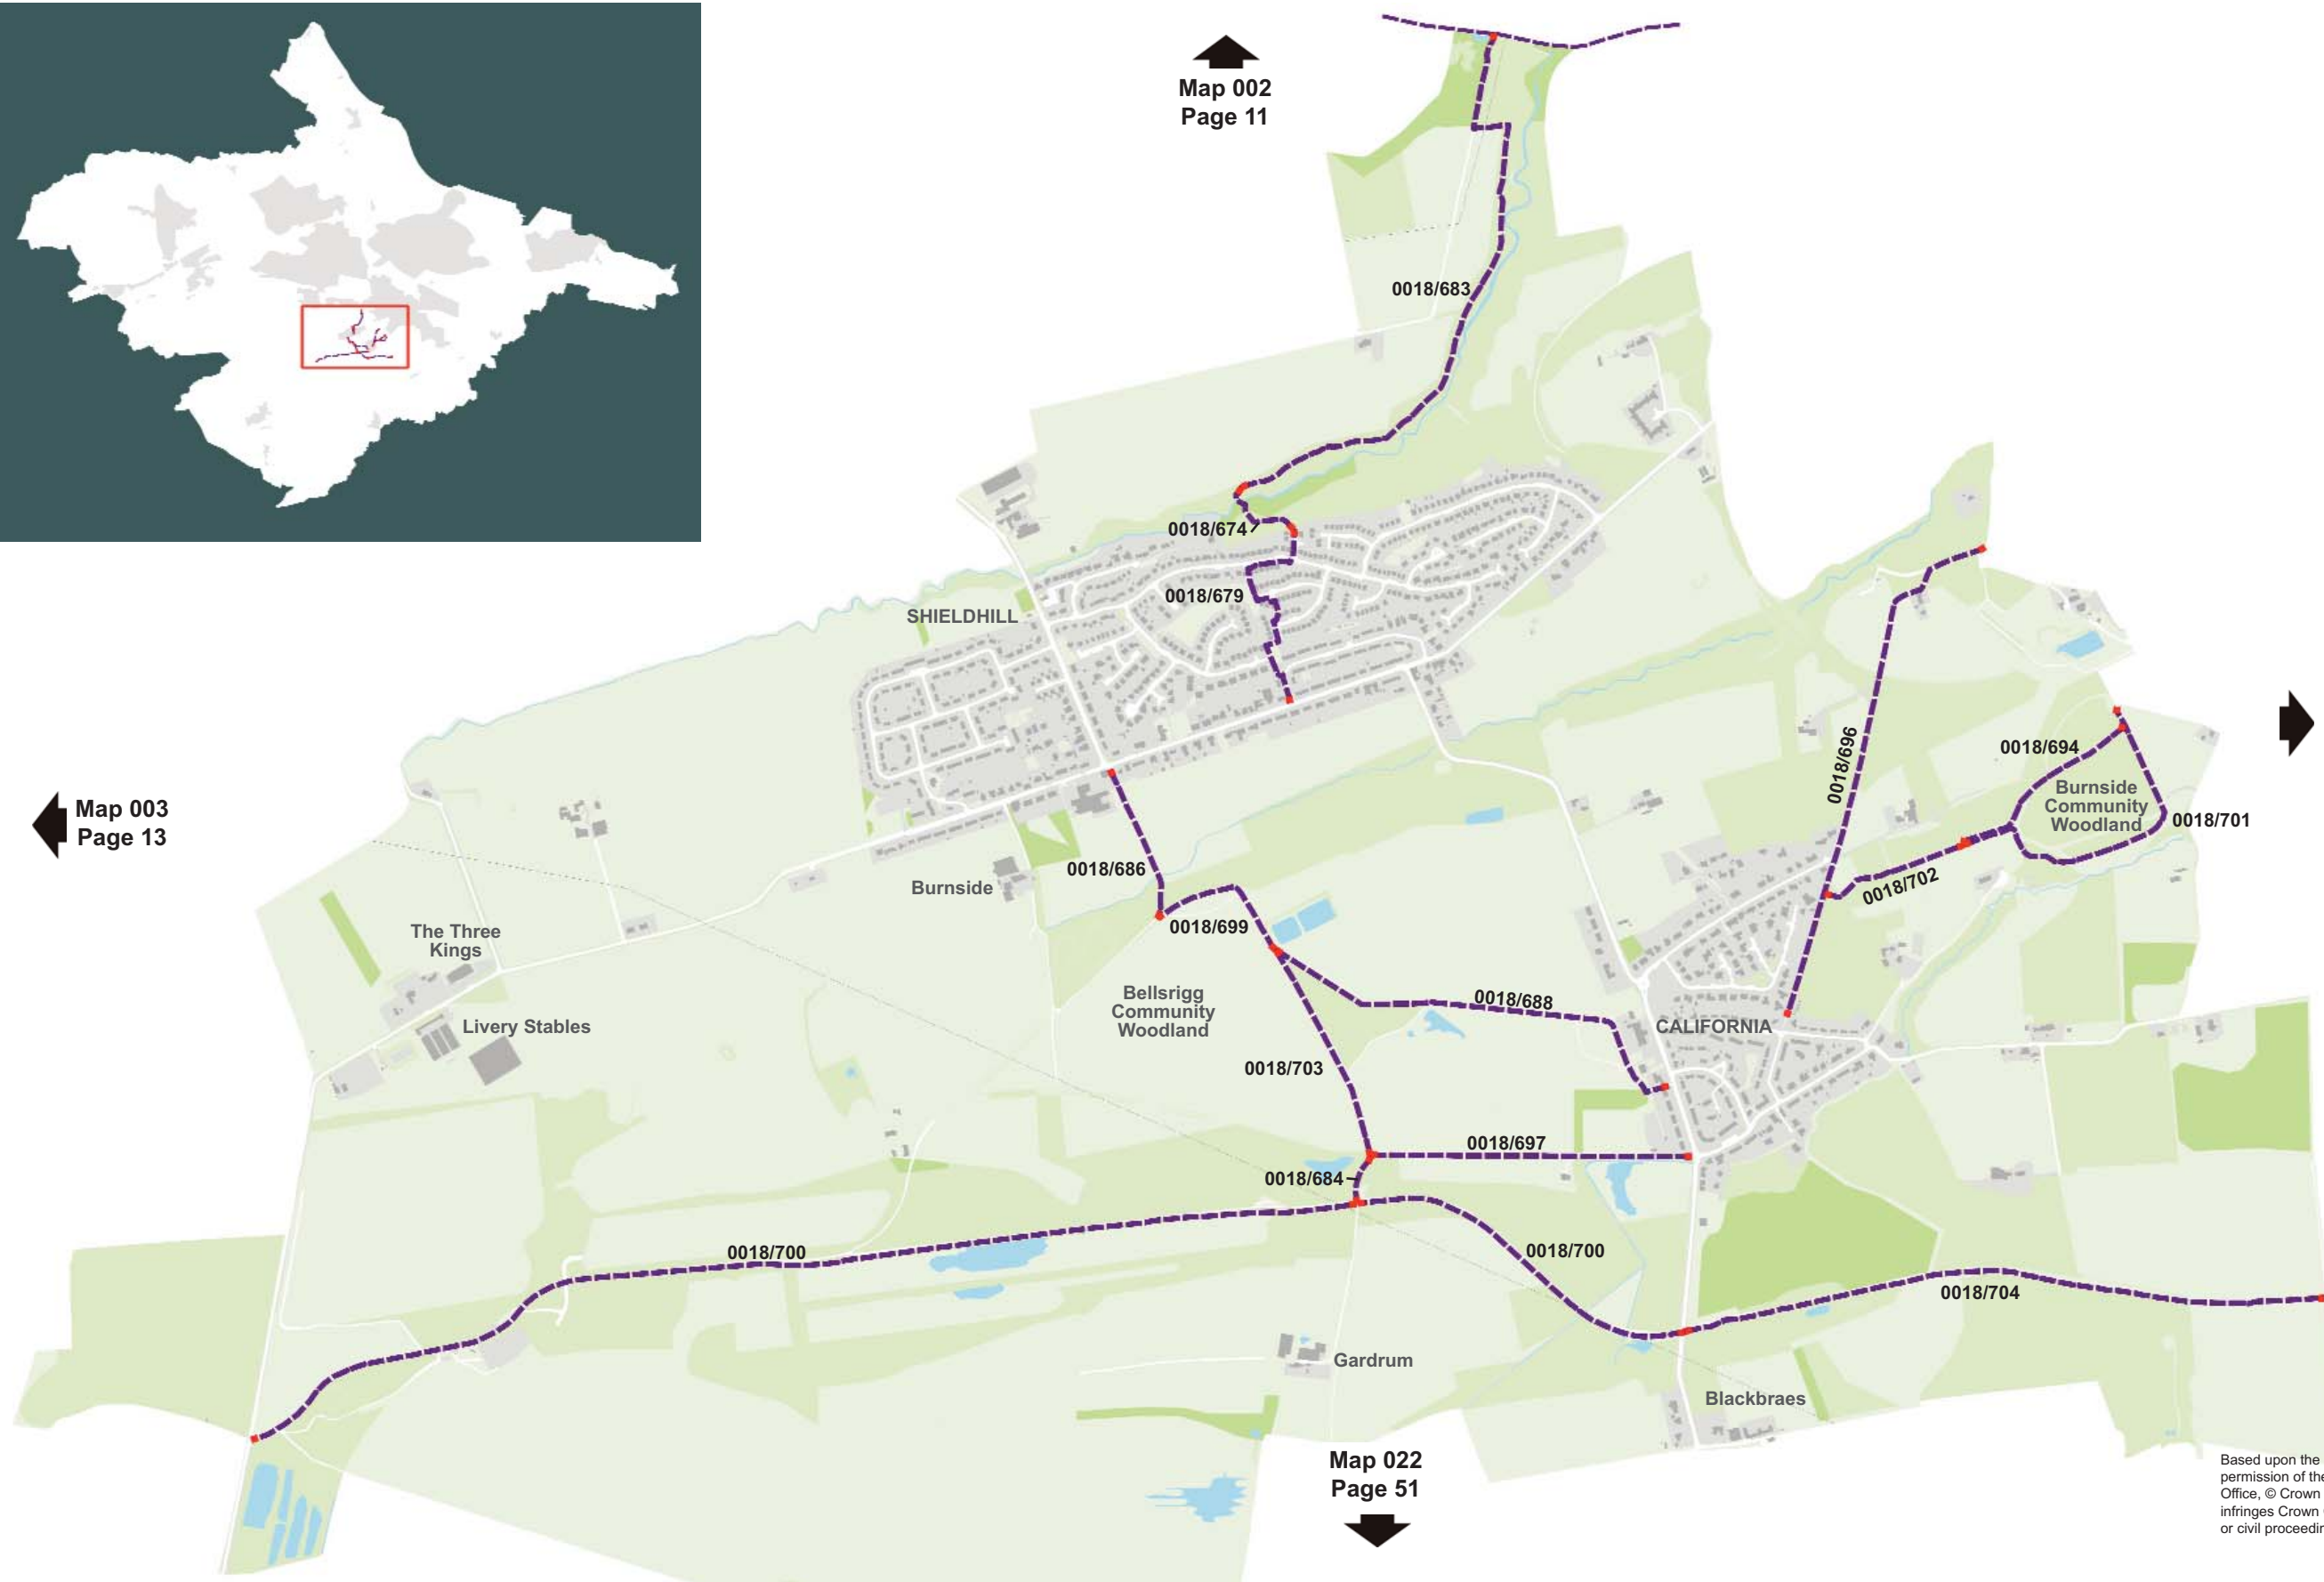 Map 002
Page 11
0018/683
0018/674
0018/679
SHIELDHILL
0018/696
0018/694
Burnside
Community
Woodland
0018/701
Map 003
Page 13
0018/686
Burnside
0018/702
0018/699
The Three
Kings
Bellsrigg
Community
Woodland
0018/688
Livery Stables
CALIFORNIA
0018/703
0018/697
0018/684
0018/700
0018/700
0018/704
Gardrum
Blackbraes
Map 022
Page 51
Based upon the
permission of the
Office, © Crown
infringes Crown
or civil proceedin